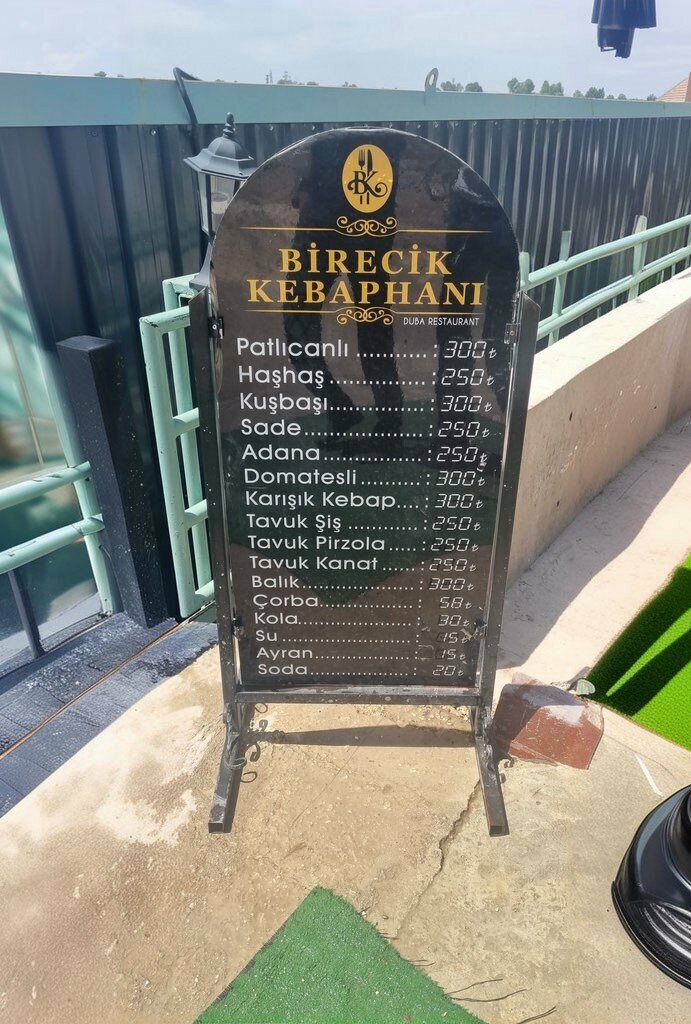 BK
BİRECİK
KEBAPHANI
DUBA RESTAURANT
Patlıcanlı ............ : 300₺
Haşhaş ............... : 250₺
Kuşbaşı............... : 300₺
Sade................... : 250₺
Adana................. : 250₺
Domatesli............ : 300₺
Karışık Kebap.... : 300₺
Tavuk Şiş ............ : 250₺
Tavuk Pirzola ..... : 250₺
Tavuk Kanat ...... : 250₺
Balık.................... : 300₺
Çorba................. : 58₺
Kola.................... : 30₺
Su....................... : 15₺
Ayran.................. : 15₺
Soda................... : 20₺